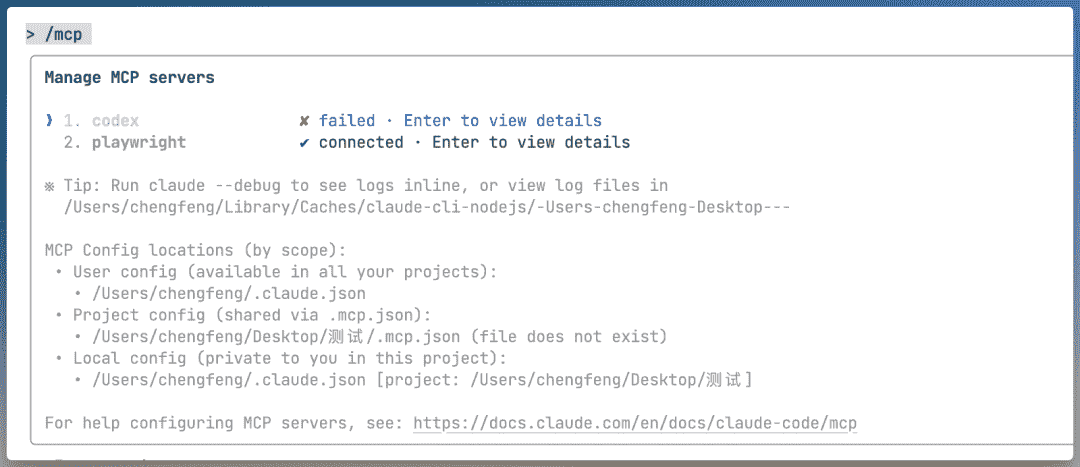 > /mcp
Manage MCP servers
❯ 1. codex ✘ failed · Enter to view details
2. playwright ✔ connected · Enter to view details
※ Tip: Run claude --debug to see logs inline, or view log files in
/Users/chengfeng/Library/Caches/claude-cli-nodejs/-Users-chengfeng-Desktop---
MCP Config locations (by scope):
• User config (available in all your projects):
• /Users/chengfeng/.claude.json
• Project config (shared via .mcp.json):
• /Users/chengfeng/Desktop/测试/.mcp.json (file does not exist)
• Local config (private to you in this project):
• /Users/chengfeng/.claude.json [project: /Users/chengfeng/Desktop/测试]
For help configuring MCP servers, see: https://docs.claude.com/en/docs/claude-code/mcp